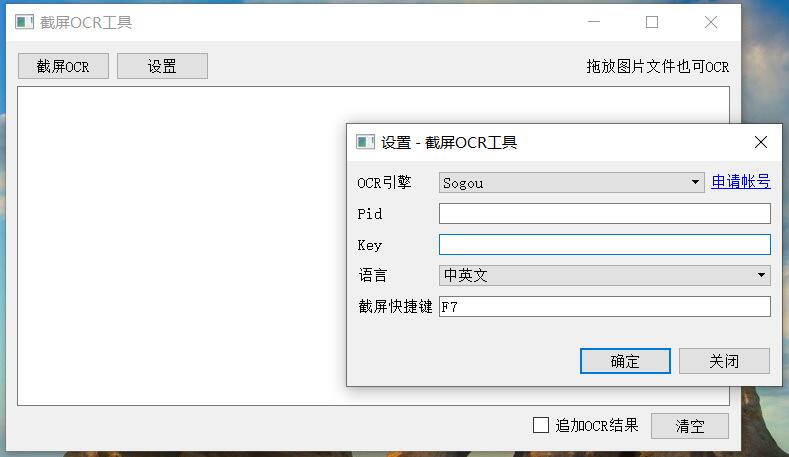 截屏OCR工具
截屏OCR 设置 拖放图片文件也可OCR
设置 - 截屏OCR工具
OCR引擎 Sogou 申请帐号
Pid
Key
语言 中英文
截屏快捷键 F7
确定 关闭
追加OCR结果 清空